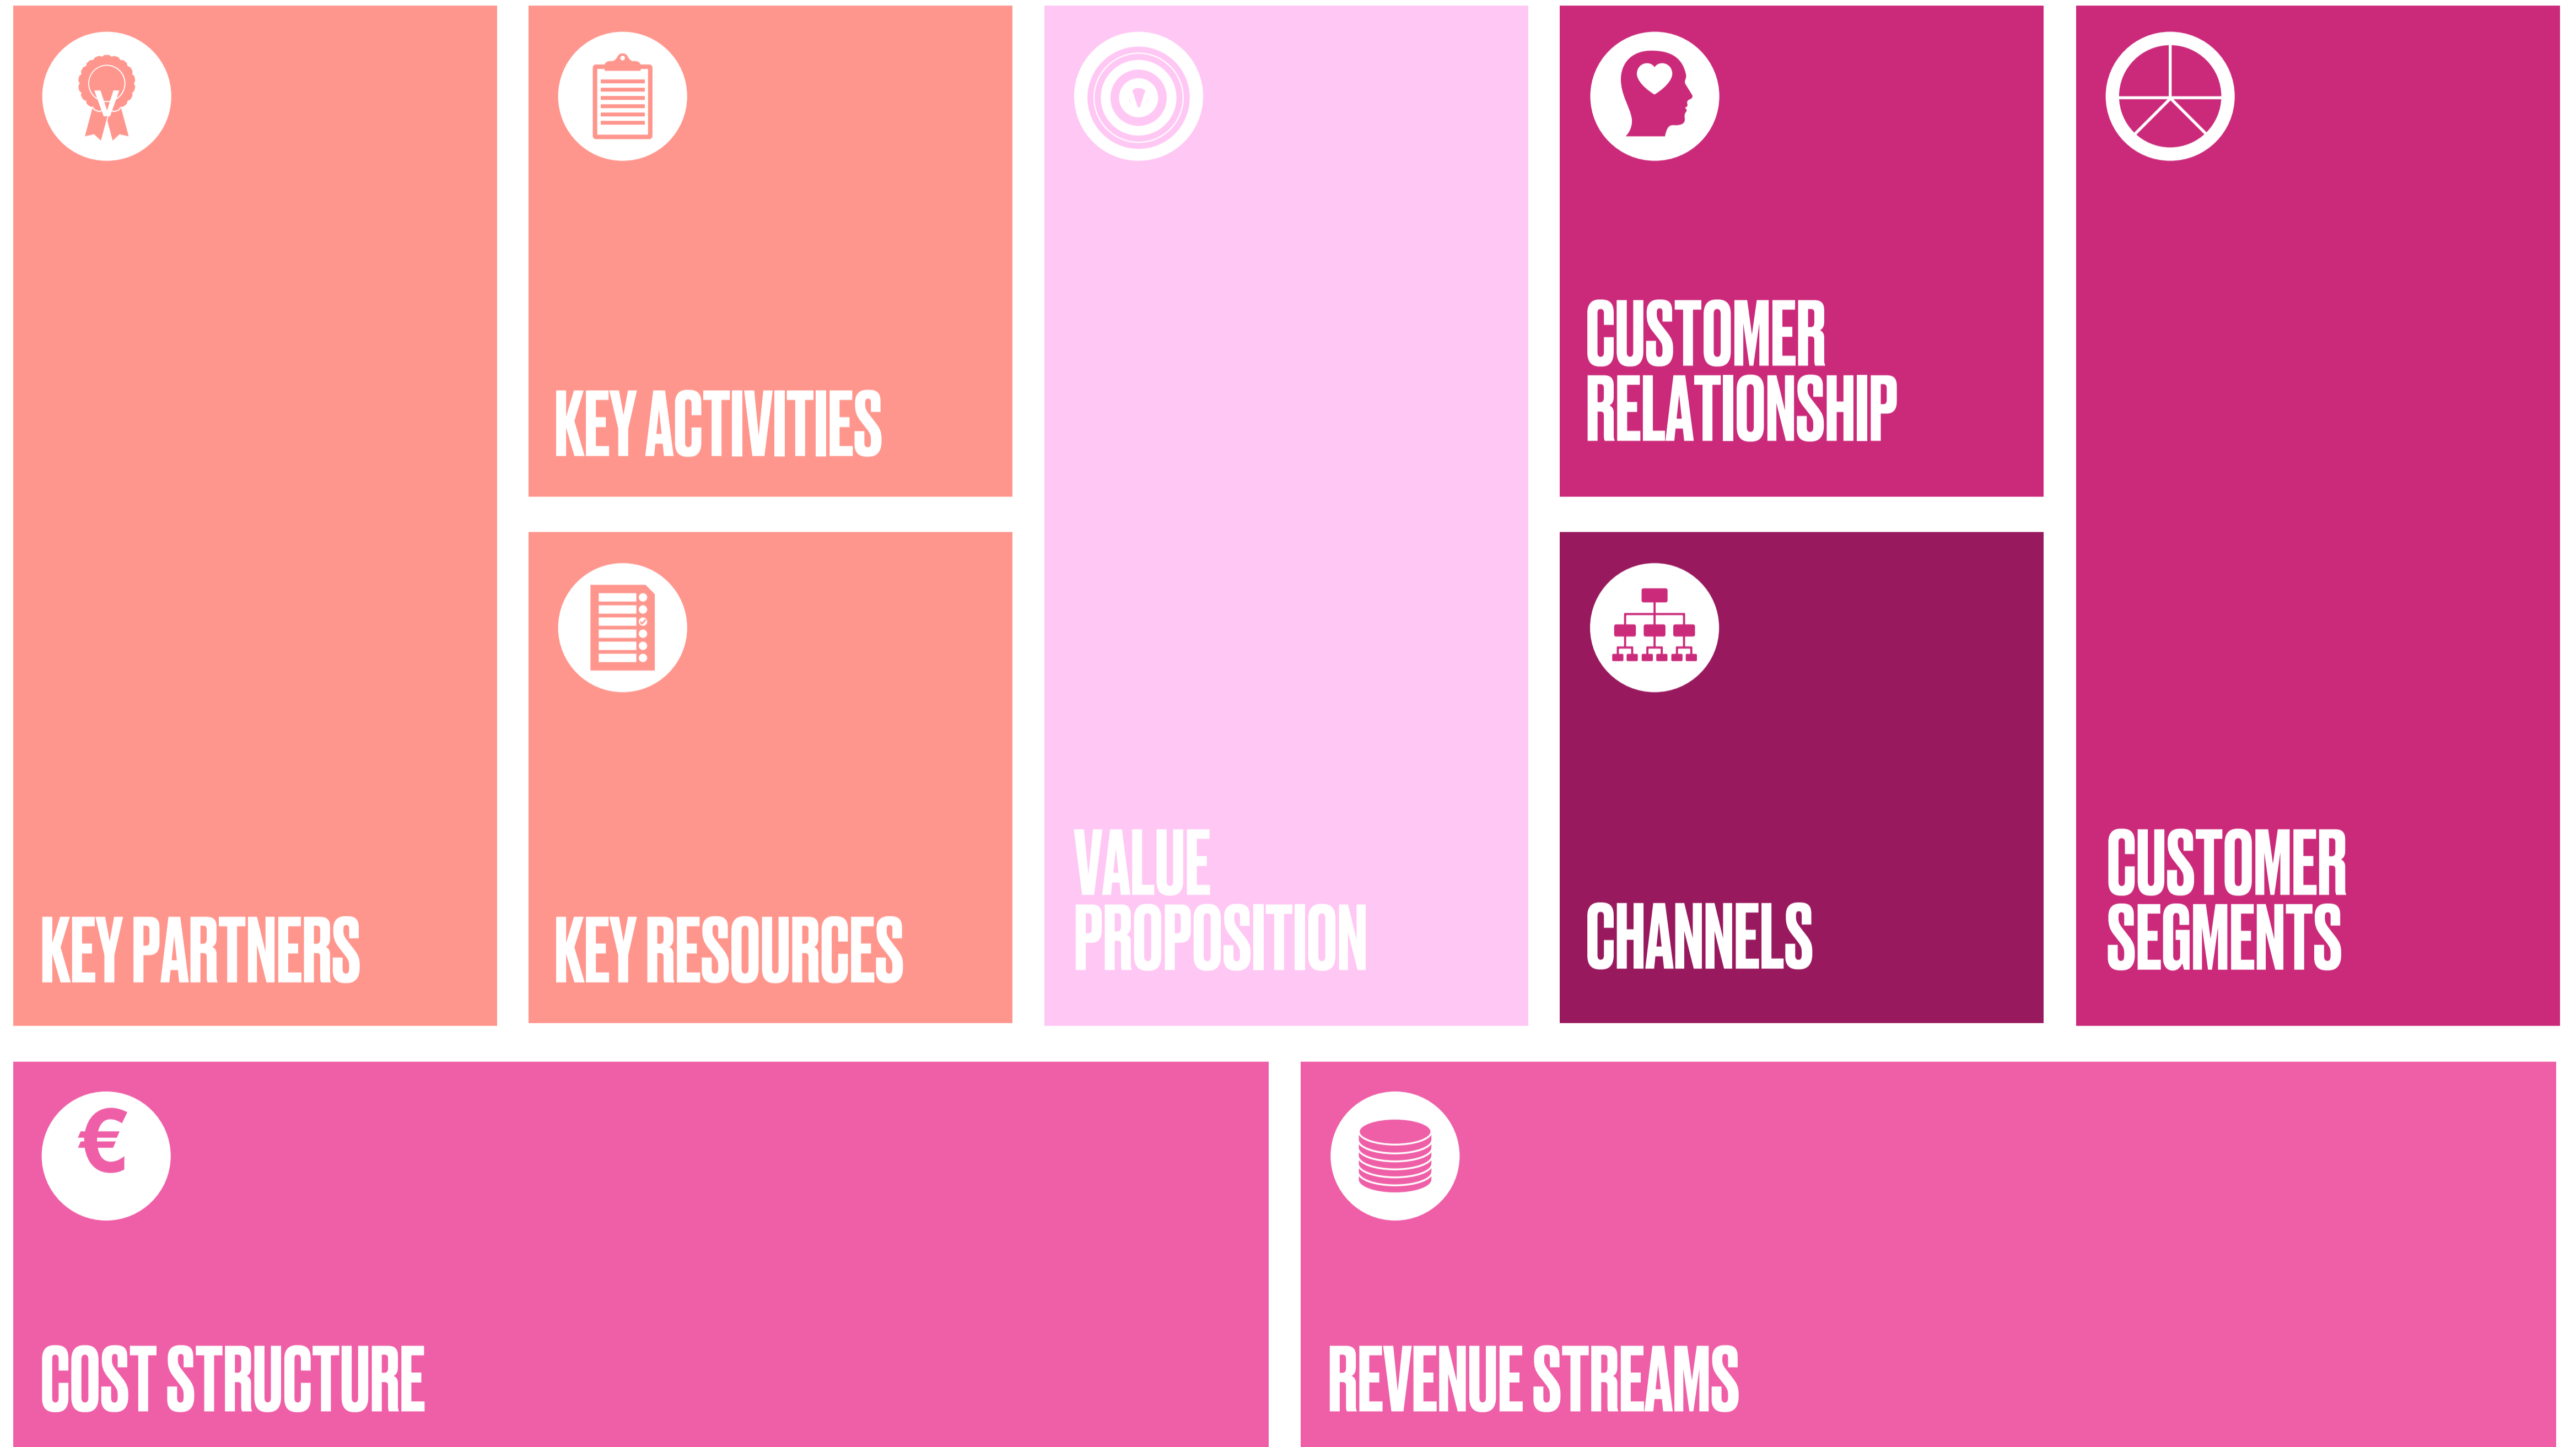 KEY PARTNERS
KEY ACTIVITIES
KEY RESOURCES
VALUE
PROPOSITION
CUSTOMER
RELATIONSHIP
CHANNELS
CUSTOMER
SEGMENTS
€
COST STRUCTURE
REVENUE STREAMS